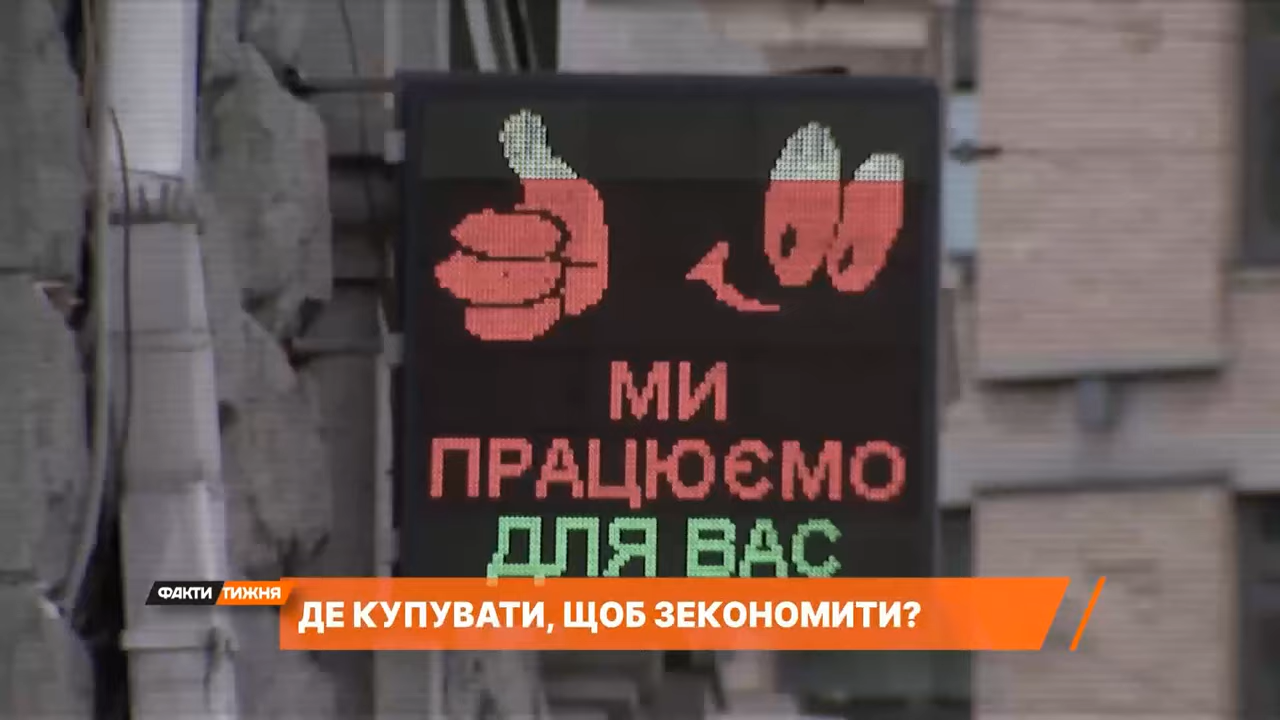 МИ
ПРАЦЮЄМО
ДЛЯ ВАС
ФАКТИ ТИЖНЯ
ДЕ КУПУВАТИ, ЩОБ ЗЕКОНОМИТИ?